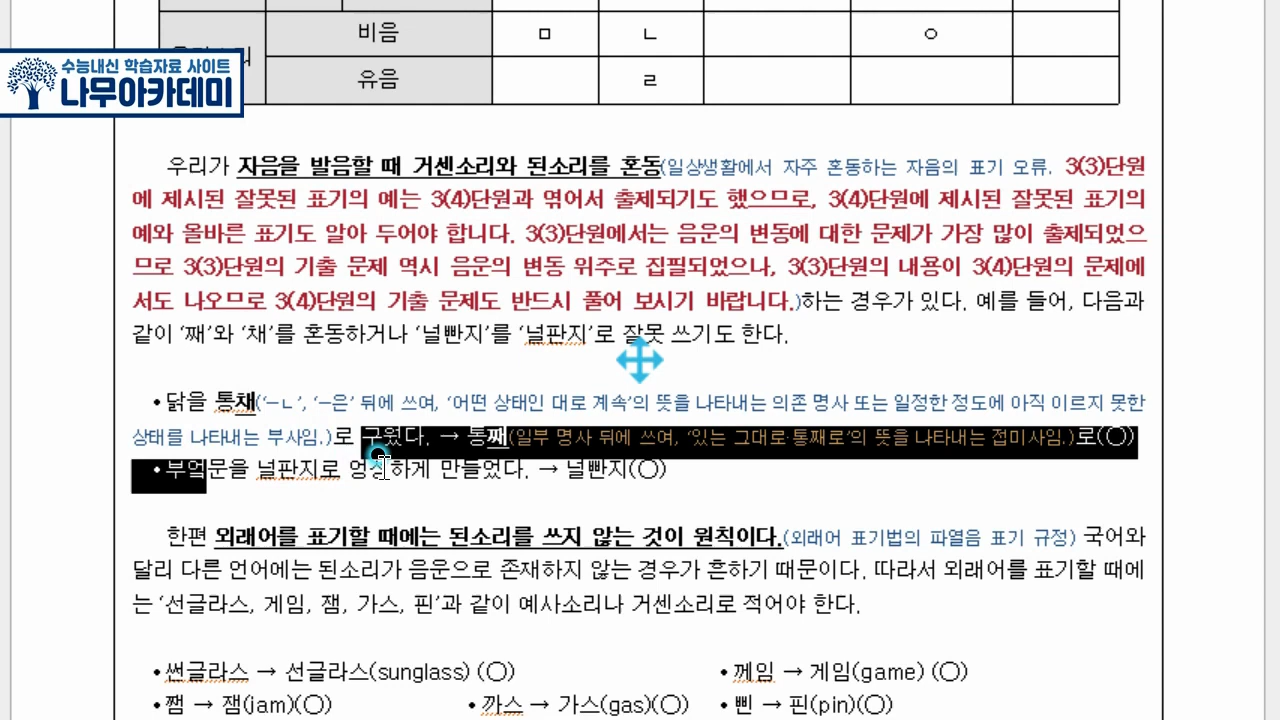 비음 ㅁ ㄴ ㅇ
유음 ㄹ
수능내신 학습자료 사이트
나무아카데미
우리가 자음을 발음할 때 거센소리와 된소리를 혼동(일상생활에서 자주 혼동하는 자음의 표기 오류. 3(3)단원
에 제시된 잘못된 표기의 예는 3(4)단원과 엮어서 출제되기도 했으므로, 3(4)단원에 제시된 잘못된 표기의
예와 올바른 표기도 알아 두어야 합니다. 3(3)단원에서는 음운의 변동에 대한 문제가 가장 많이 출제되었으
므로 3(3)단원의 기출 문제 역시 음운의 변동 위주로 집필되었으나, 3(3)단원의 내용이 3(4)단원의 문제에
서도 나오므로 3(4)단원의 기출 문제도 반드시 풀어 보시기 바랍니다.)하는 경우가 있다. 예를 들어, 다음과
같이 ‘째’와 ‘채’를 혼동하거나 ‘널빤지’를 ‘널판지’로 잘못 쓰기도 한다.
• 닭을 통채(‘-ㄴ’, ‘-은’ 뒤에 쓰여, ‘어떤 상태인 대로 계속’의 뜻을 나타내는 의존 명사 또는 일정한 정도에 아직 이르지 못한
상태를 나타내는 부사임.)로 구웠다. → 통째(일부 명사 뒤에 쓰여, ‘있는 그대로 통째로’의 뜻을 나타내는 접미사임.)로(○)
• 부엌문을 널판지로 엉성하게 만들었다. → 널빤지(○)
한편 외래어를 표기할 때에는 된소리를 쓰지 않는 것이 원칙이다.(외래어 표기법의 파열음 표기 규정) 국어와
달리 다른 언어에는 된소리가 음운으로 존재하지 않는 경우가 흔하기 때문이다. 따라서 외래어를 표기할 때에
는 ‘선글라스, 게임, 잼, 가스, 핀’과 같이 예사소리나 거센소리로 적어야 한다.
• 썬글라스 → 선글라스(sunglass) (○) • 께임 → 게임(game) (○)
• 쨈 → 잼(jam)(○) • 까스 → 가스(gas)(○) • 삔 → 핀(pin)(○)